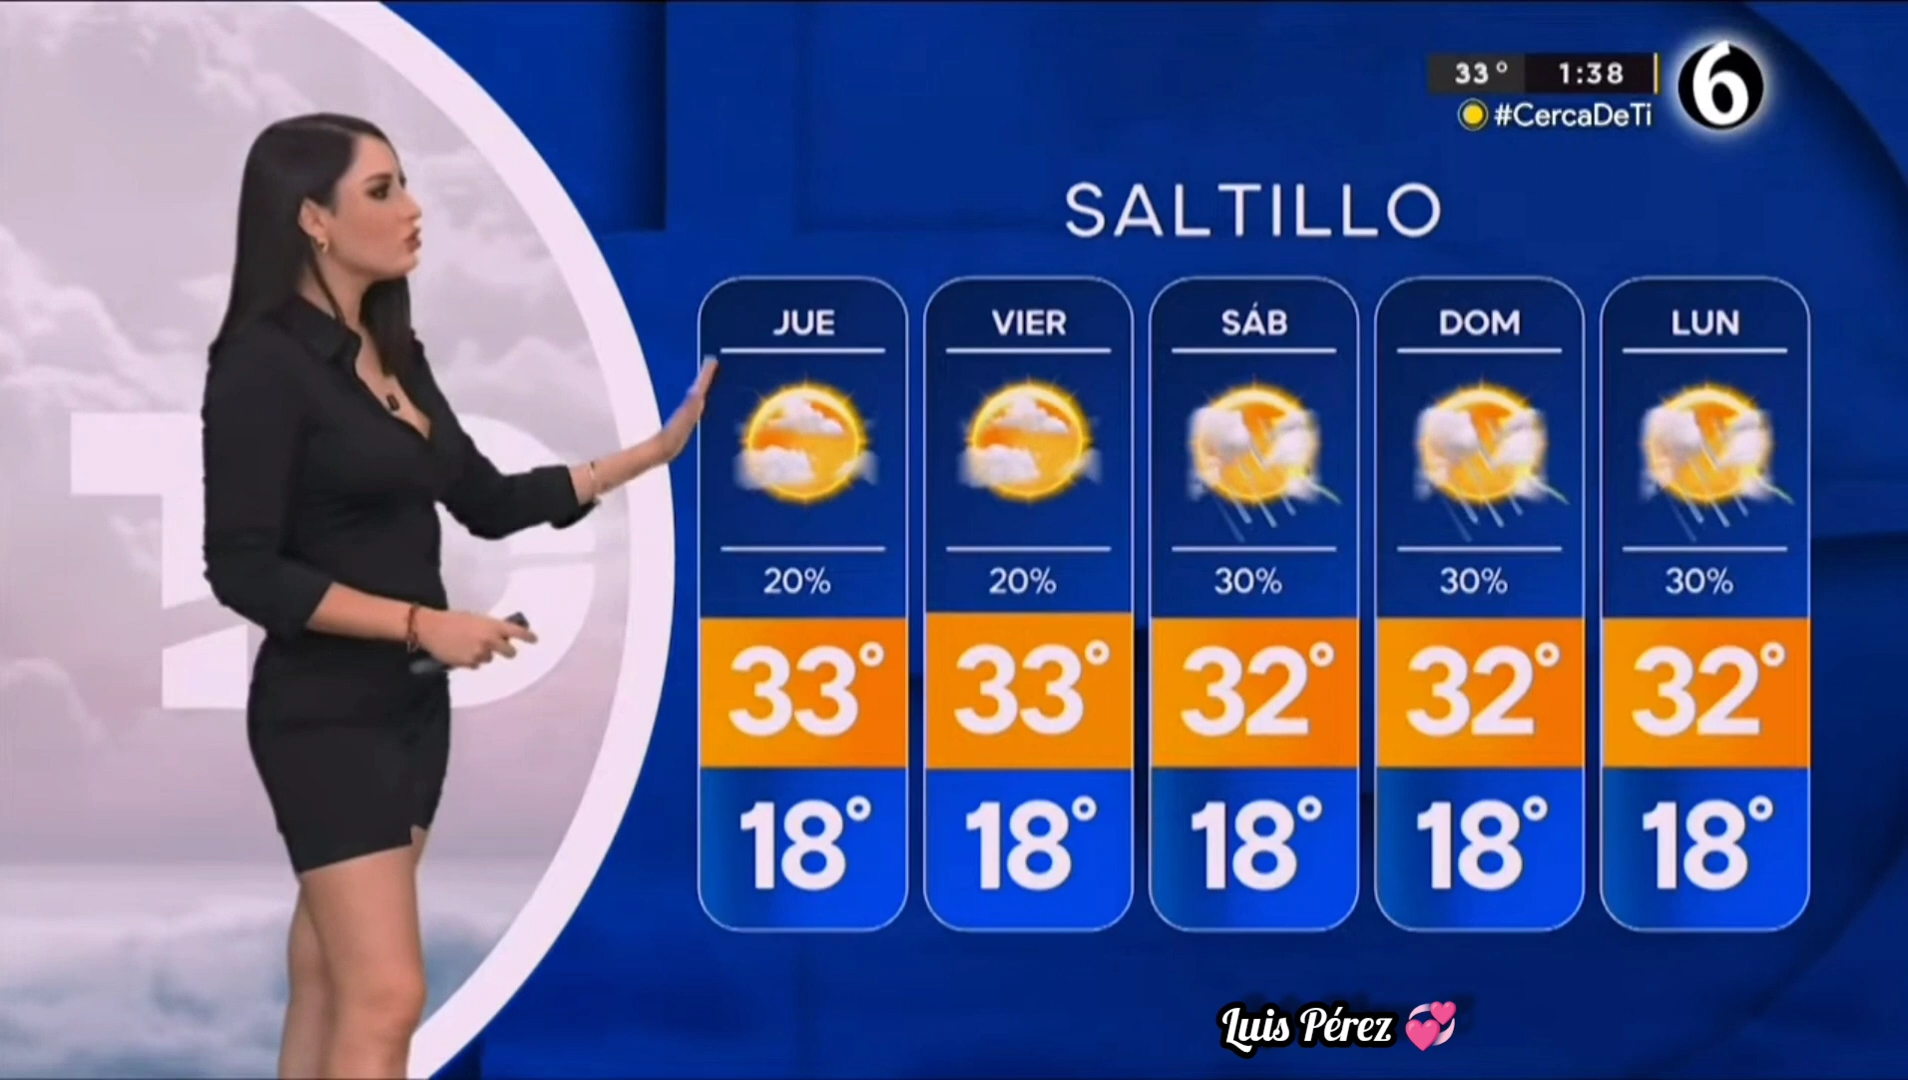 33° 1:38
#CercaDeTi
6
SALTILLO
JUE VIER SÁB DOM LUN
20% 20% 30% 30% 30%
33° 33° 32° 32° 32°
18° 18° 18° 18° 18°
Luis Pérez 💞